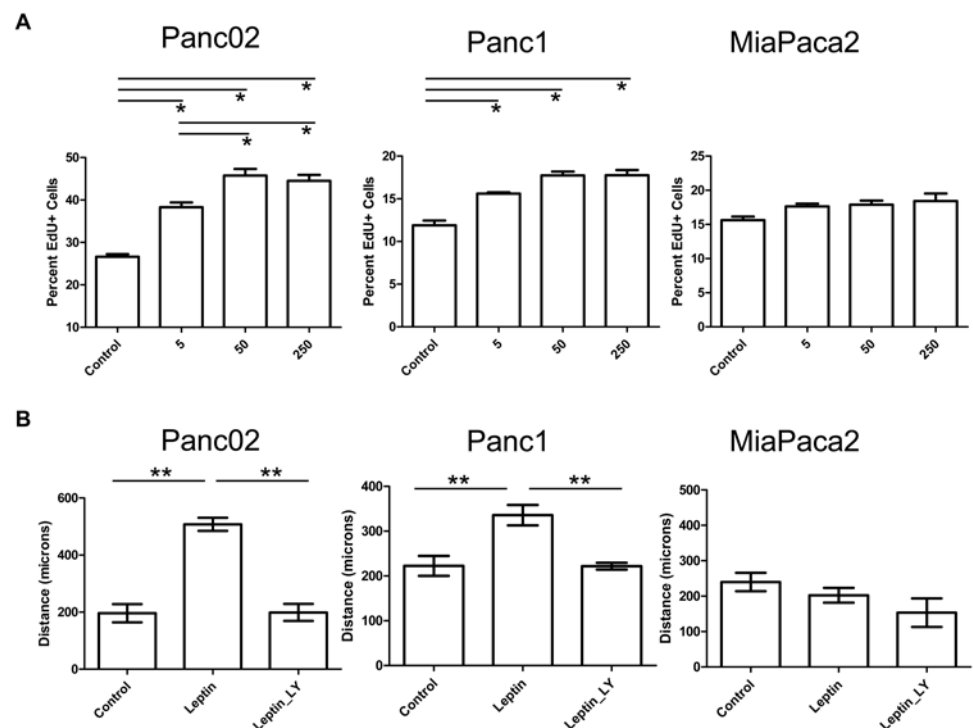 A
Panc02
Panc1
MiaPaca2
*
*
*
*
*
*
*
*
Percent EdU+ Cells
50
40
30
20
10
Control
5
50
250
Percent EdU+ Cells
20
15
10
5
0
Control
5
50
250
Percent EdU+ Cells
25
20
15
10
5
0
Control
5
50
250
B
Panc02
Panc1
MiaPaca2
**
**
**
**
Distance (microns)
600
400
200
0
Control
Leptin
Leptin_LY
Distance (microns)
400
300
200
100
0
Control
Leptin
Leptin_LY
Distance (microns)
500
400
300
200
100
0
Control
Leptin
Leptin_LY